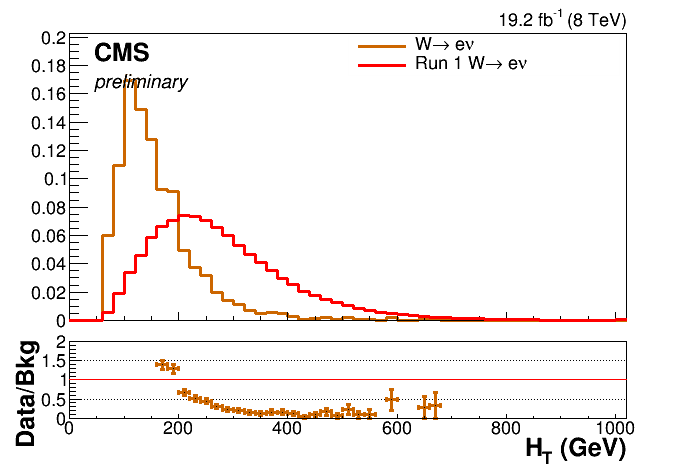 19.2 fb-1 (8 TeV)
CMS
preliminary
W→ eν
Run 1 W→ eν
0.2
0.18
0.16
0.14
0.12
0.1
0.08
0.06
0.04
0.02
0
Data/Bkg
2
1.5
1
0.5
0
0 200 400 600 800 1000
HT (GeV)